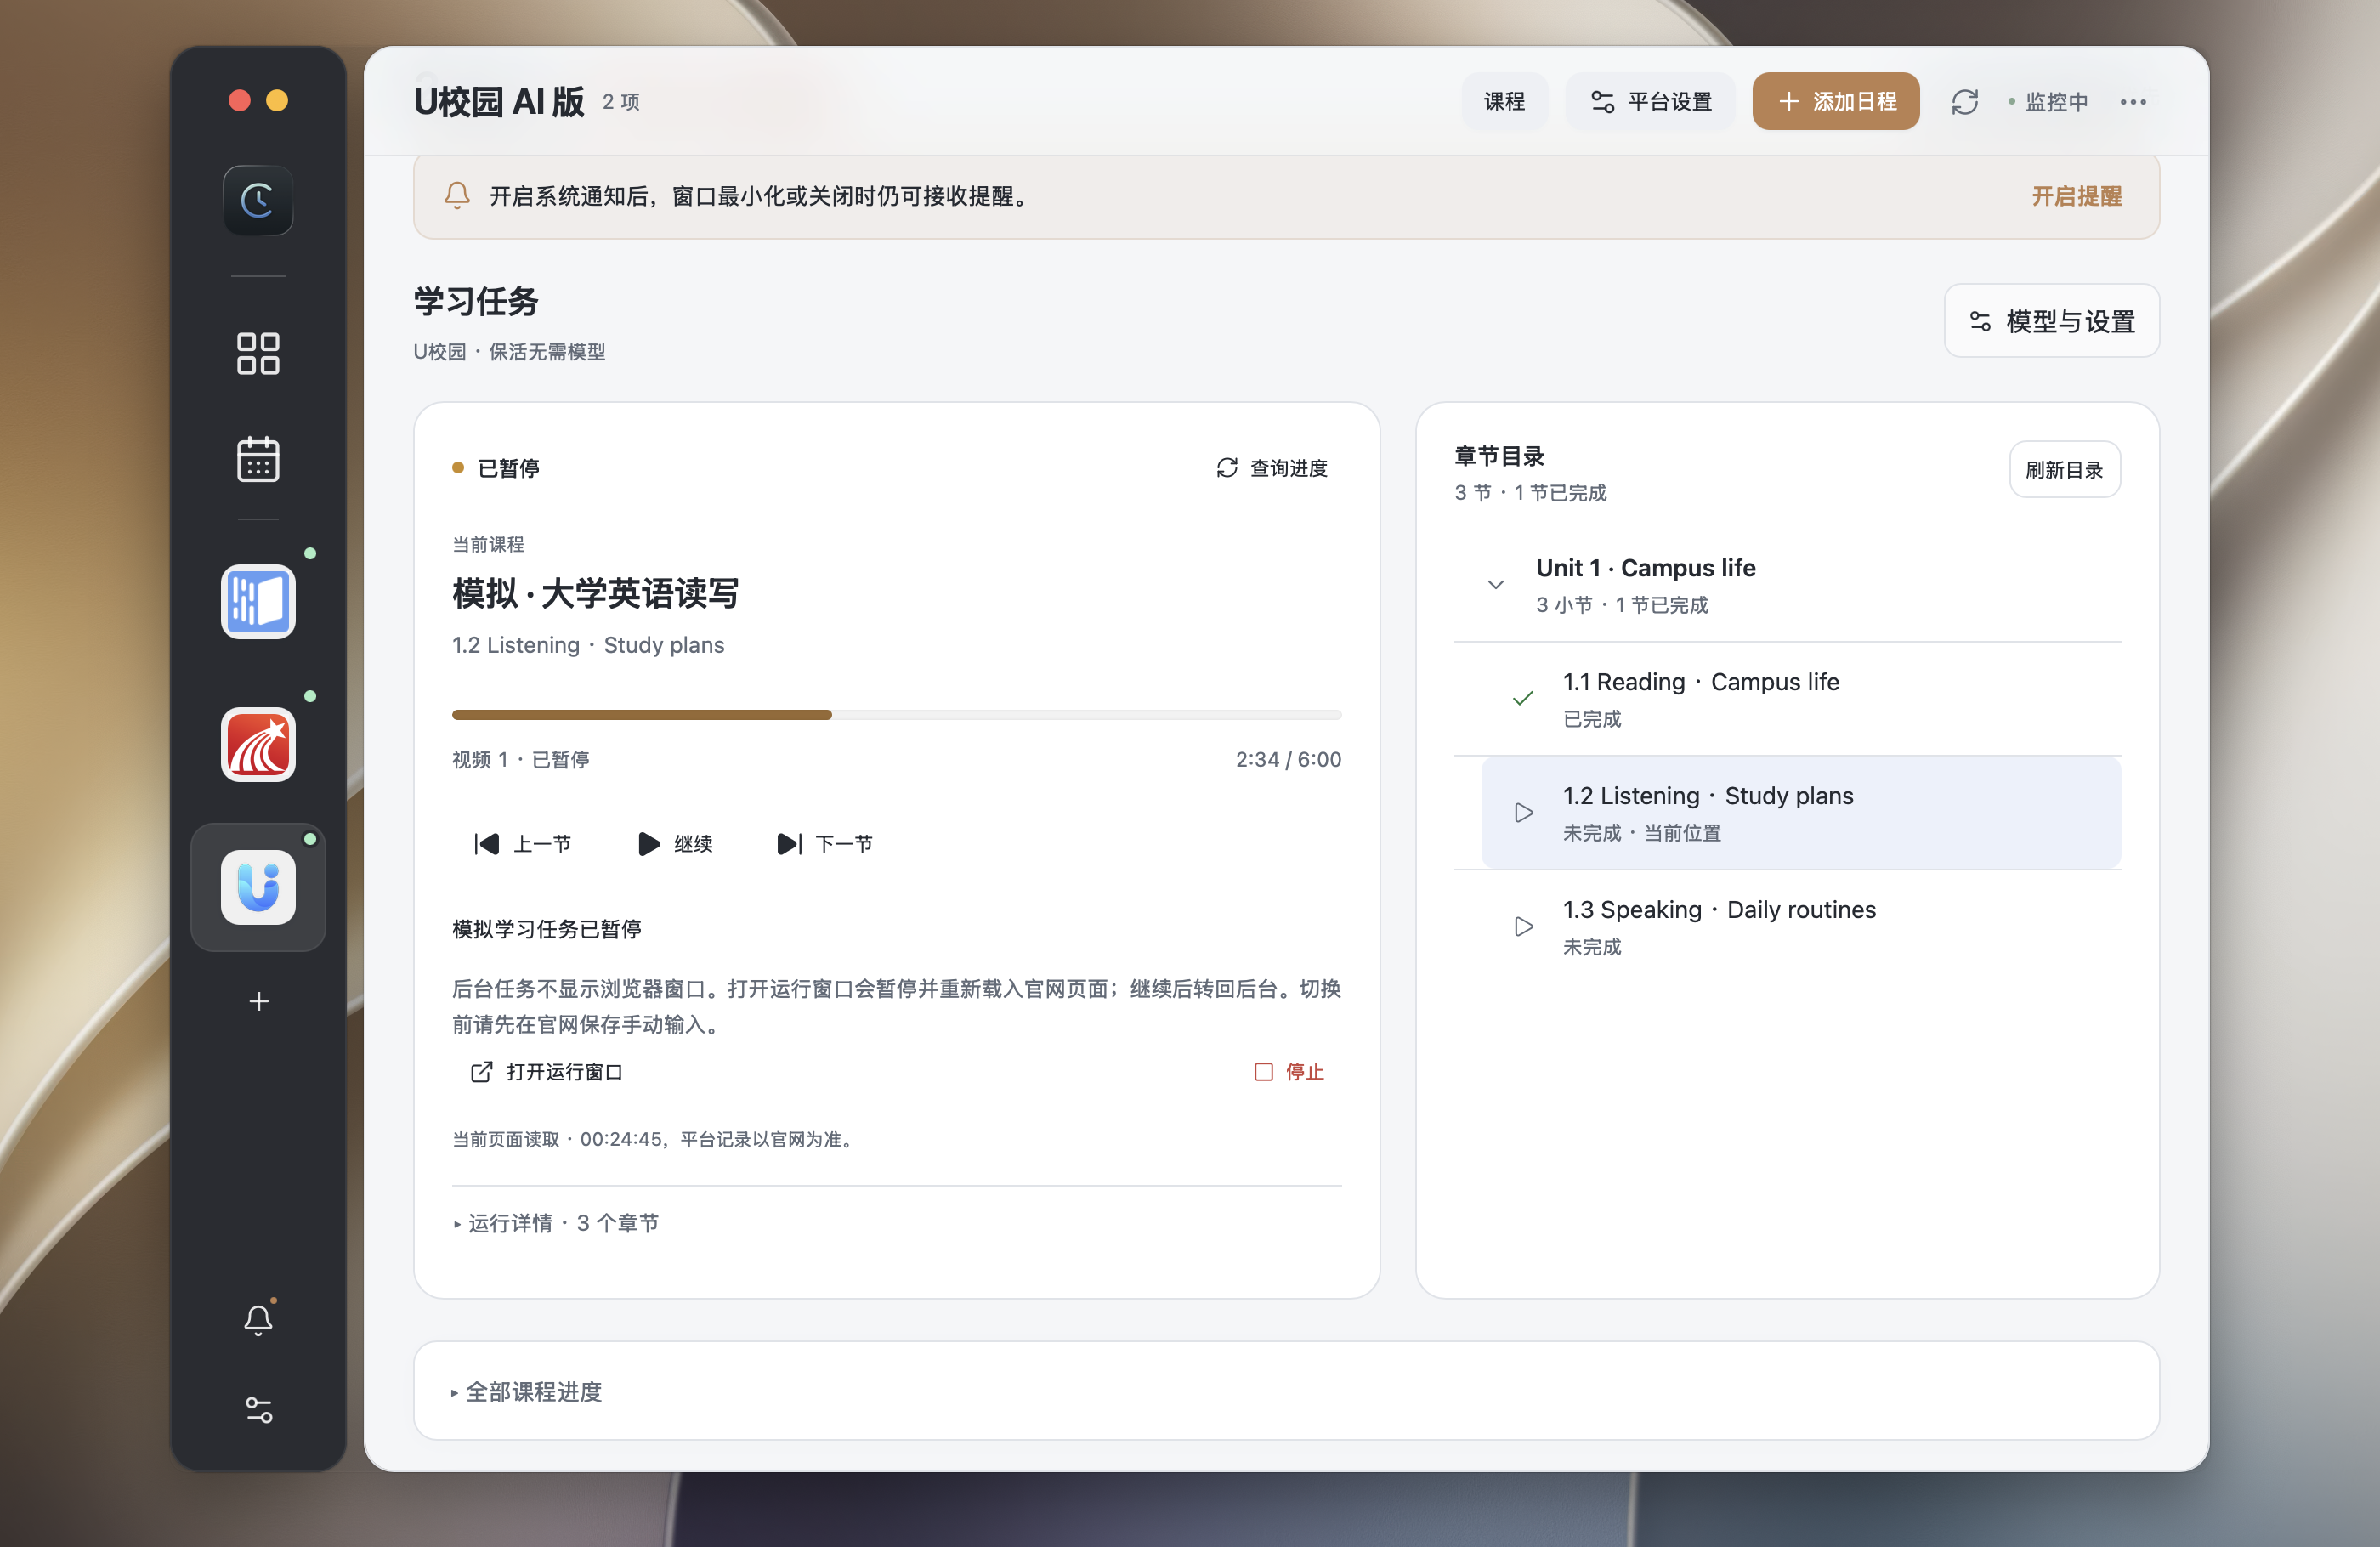 U校园 AI 版 2 项
课程
平台设置
添加日程
监控中
开启系统通知后，窗口最小化或关闭时仍可接收提醒。
开启提醒
学习任务
U校园 · 保活无需模型
模型与设置
已暂停
查询进度
当前课程
模拟 · 大学英语读写
1.2 Listening · Study plans
视频 1 · 已暂停
2:34 / 6:00
上一节
继续
下一节
模拟学习任务已暂停
后台任务不显示浏览器窗口。打开运行窗口会暂停并重新载入官网页面；继续后转回后台。切换
前请先在官网保存手动输入。
打开运行窗口
停止
当前页面读取 · 00:24:45，平台记录以官网为准。
运行详情 · 3 个章节
章节目录
3 节 · 1 节已完成
刷新目录
Unit 1 · Campus life
3 小节 · 1 节已完成
1.1 Reading · Campus life
已完成
1.2 Listening · Study plans
未完成 · 当前位置
1.3 Speaking · Daily routines
未完成
全部课程进度